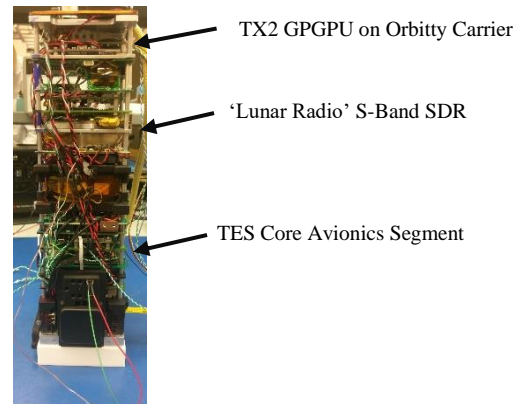 TX2 GPGPU on Orbitty Carrier
‘Lunar Radio’ S-Band SDR
TES Core Avionics Segment